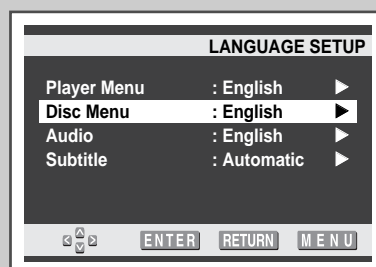 LANGUAGE SETUP
Player Menu : English ▶
Disc Menu : English ▶
Audio : English ▶
Subtitle : Automatic ▶
ENTER RETURN MENU